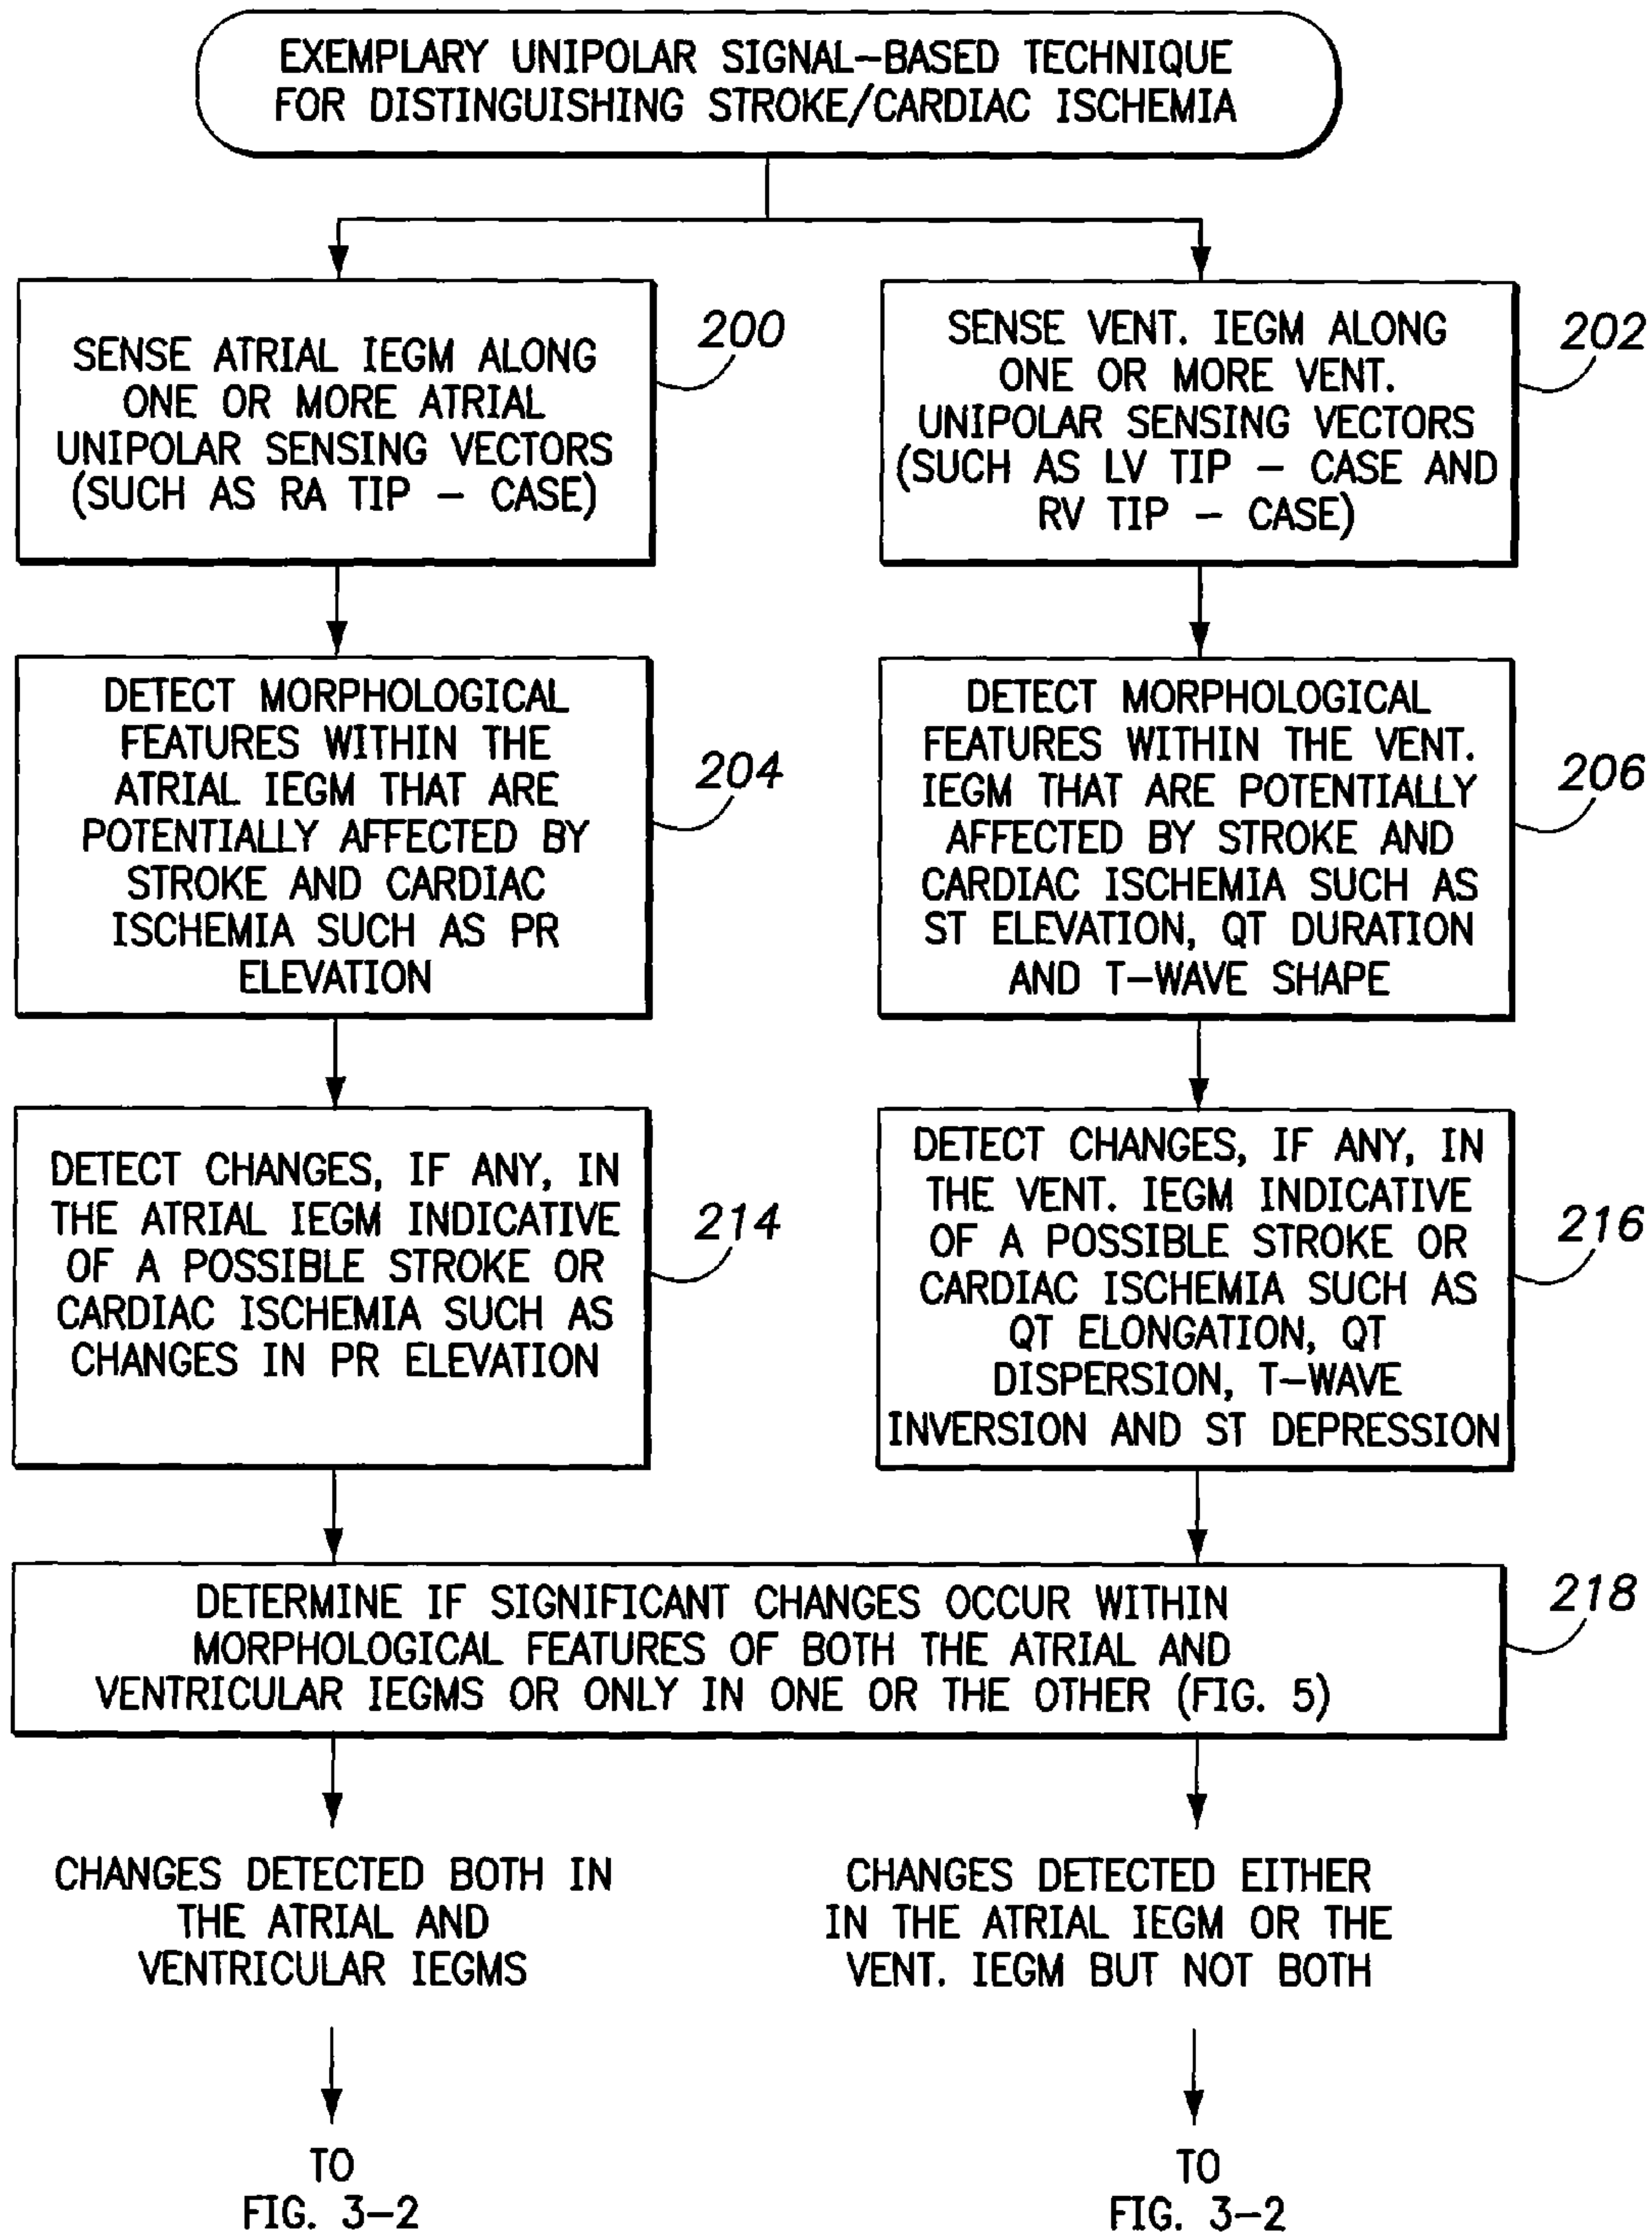 EXEMPLARY UNIPOLAR SIGNAL-BASED TECHNIQUE
FOR DISTINGUISHING STROKE/CARDIAC ISCHEMIA
SENSE ATRIAL IEGM ALONG
ONE OR MORE ATRIAL
UNIPOLAR SENSING VECTORS
(SUCH AS RA TIP - CASE)
200
SENSE VENT. IEGM ALONG
ONE OR MORE VENT.
UNIPOLAR SENSING VECTORS
(SUCH AS LV TIP - CASE AND
RV TIP - CASE)
202
DETECT MORPHOLOGICAL
FEATURES WITHIN THE
ATRIAL IEGM THAT ARE
POTENTIALLY AFFECTED BY
STROKE AND CARDIAC
ISCHEMIA SUCH AS PR
ELEVATION
204
DETECT MORPHOLOGICAL
FEATURES WITHIN THE VENT.
IEGM THAT ARE POTENTIALLY
AFFECTED BY STROKE AND
CARDIAC ISCHEMIA SUCH AS
ST ELEVATION, QT DURATION
AND T-WAVE SHAPE
206
DETECT CHANGES, IF ANY, IN
THE ATRIAL IEGM INDICATIVE
OF A POSSIBLE STROKE OR
CARDIAC ISCHEMIA SUCH AS
CHANGES IN PR ELEVATION
214
DETECT CHANGES, IF ANY, IN
THE VENT. IEGM INDICATIVE
OF A POSSIBLE STROKE OR
CARDIAC ISCHEMIA SUCH AS
QT ELONGATION, QT
DISPERSION, T-WAVE
INVERSION AND ST DEPRESSION
216
DETERMINE IF SIGNIFICANT CHANGES OCCUR WITHIN
MORPHOLOGICAL FEATURES OF BOTH THE ATRIAL AND
VENTRICULAR IEGMS OR ONLY IN ONE OR THE OTHER (FIG. 5)
218
CHANGES DETECTED BOTH IN
THE ATRIAL AND
VENTRICULAR IEGMS
CHANGES DETECTED EITHER
IN THE ATRIAL IEGM OR THE
VENT. IEGM BUT NOT BOTH
TO
FIG. 3-2
TO
FIG. 3-2